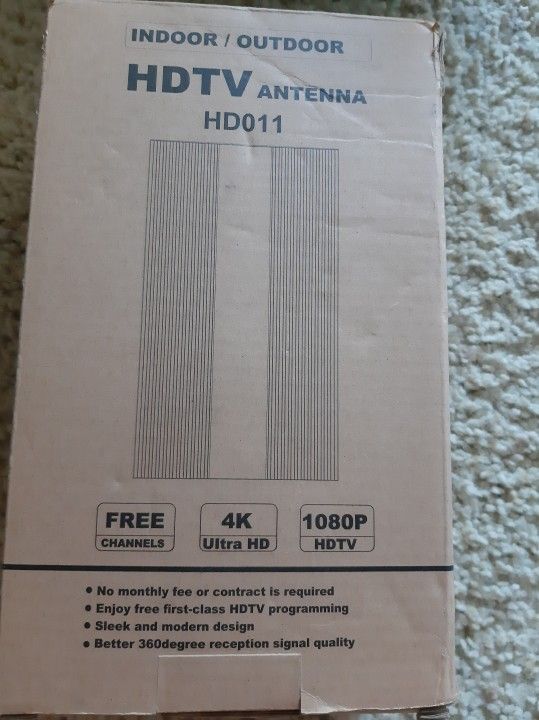 INDOOR / OUTDOOR
HDTV ANTENNA
HD011
FREE
CHANNELS
4K
Ultra HD
1080P
HDTV
• No monthly fee or contract is required
• Enjoy free first-class HDTV programming
• Sleek and modern design
• Better 360degree reception signal quality